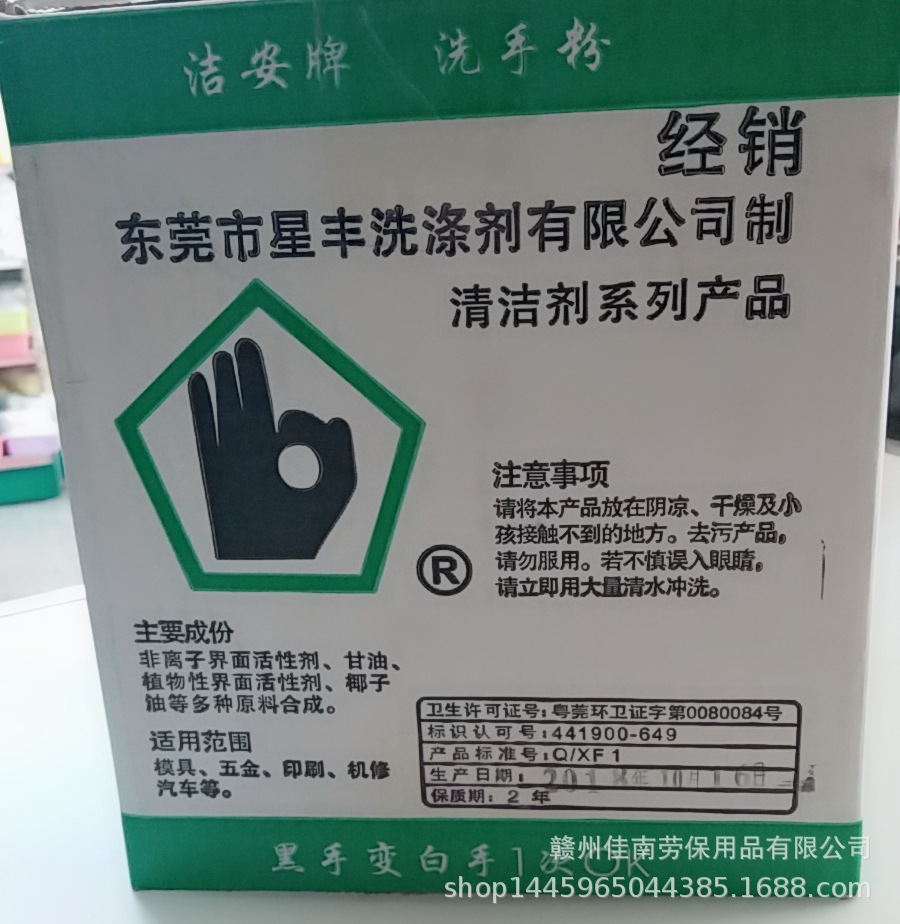 洁安牌 洗手粉
经销
东莞市星丰洗涤剂有限公司制
清洁剂系列产品
注意事项
请将本产品放在阴凉、干燥及小
孩接触不到的地方。去污产品,
请勿服用。若不慎误入眼睛,
请立即用大量清水冲洗。
®
主要成份
非离子界面活性剂、甘油、
植物性界面活性剂、椰子
油等多种原料合成。
适用范围
模具、五金、印刷、机修
汽车等。
卫生许可证号:粤莞环卫证字第0080084号
标识认可号:441900-649
产品标准号:Q/XF1
生产日期:2018年10月16日
保质期:2年
黑手变白手1次OK
赣州佳南劳保用品有限公司
shop1445965044385.1688.com